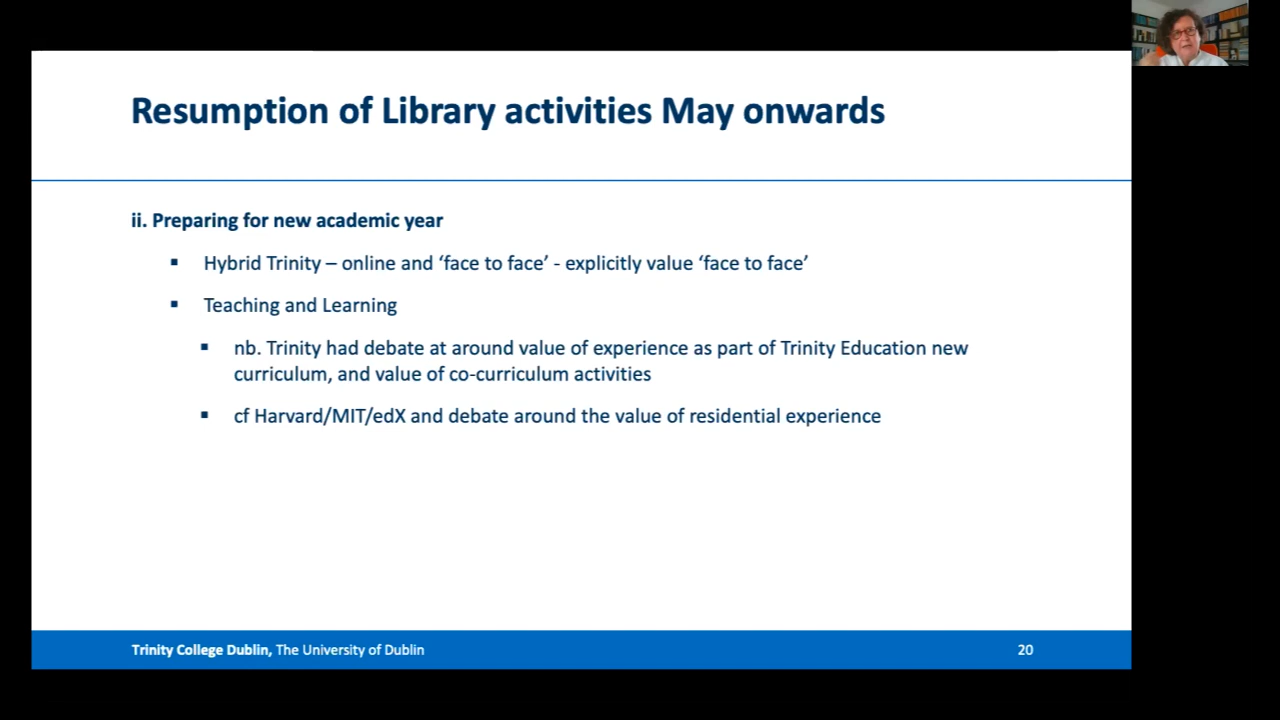 Resumption of Library activities May onwards
ii. Preparing for new academic year
▪ Hybrid Trinity – online and ‘face to face’ - explicitly value ‘face to face’
▪ Teaching and Learning
▪ nb. Trinity had debate at around value of experience as part of Trinity Education new
curriculum, and value of co-curriculum activities
▪ cf Harvard/MIT/edX and debate around the value of residential experience
Trinity College Dublin, The University of Dublin 20